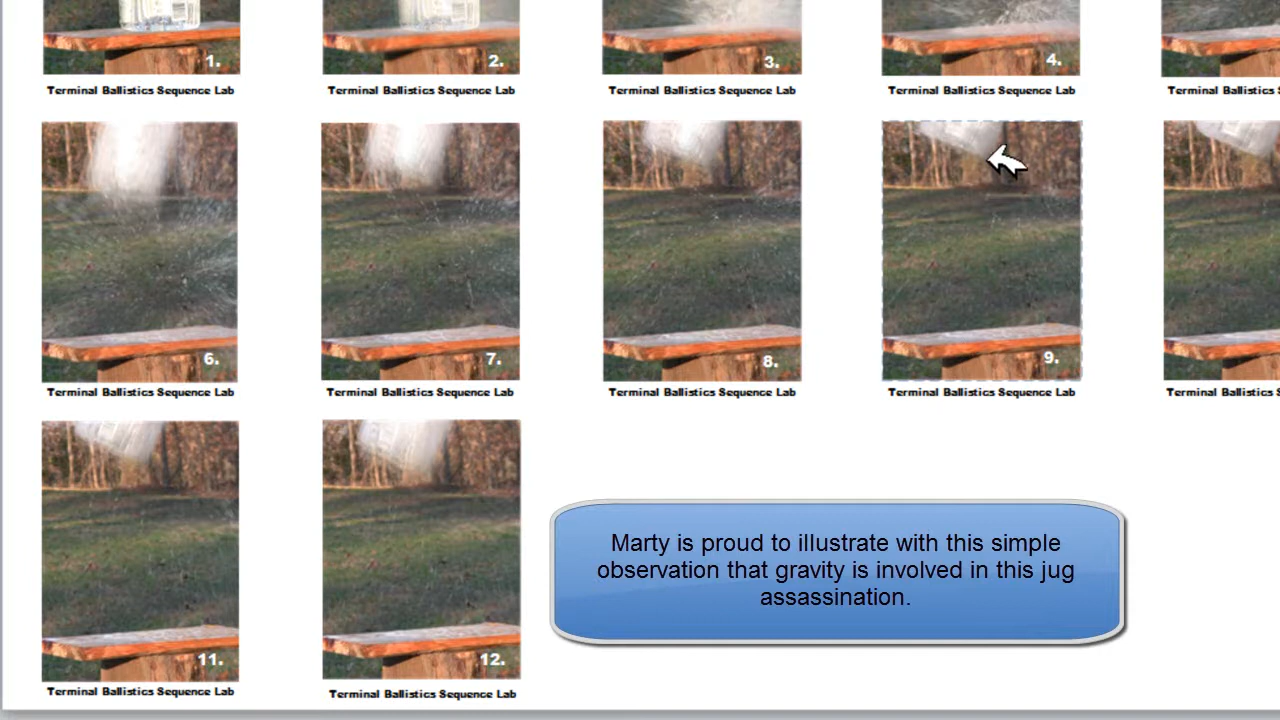 1.
2.
3.
4.
Terminal Ballistics Sequence Lab
Terminal Ballistics Sequence Lab
Terminal Ballistics Sequence Lab
Terminal Ballistics Sequence Lab
Terminal Ballistics
6.
7.
8.
9.
Terminal Ballistics Sequence Lab
Terminal Ballistics Sequence Lab
Terminal Ballistics Sequence Lab
Terminal Ballistics Sequence Lab
Terminal Ballistics
11.
12.
Terminal Ballistics Sequence Lab
Terminal Ballistics Sequence Lab
Marty is proud to illustrate with this simple
observation that gravity is involved in this jug
assassination.